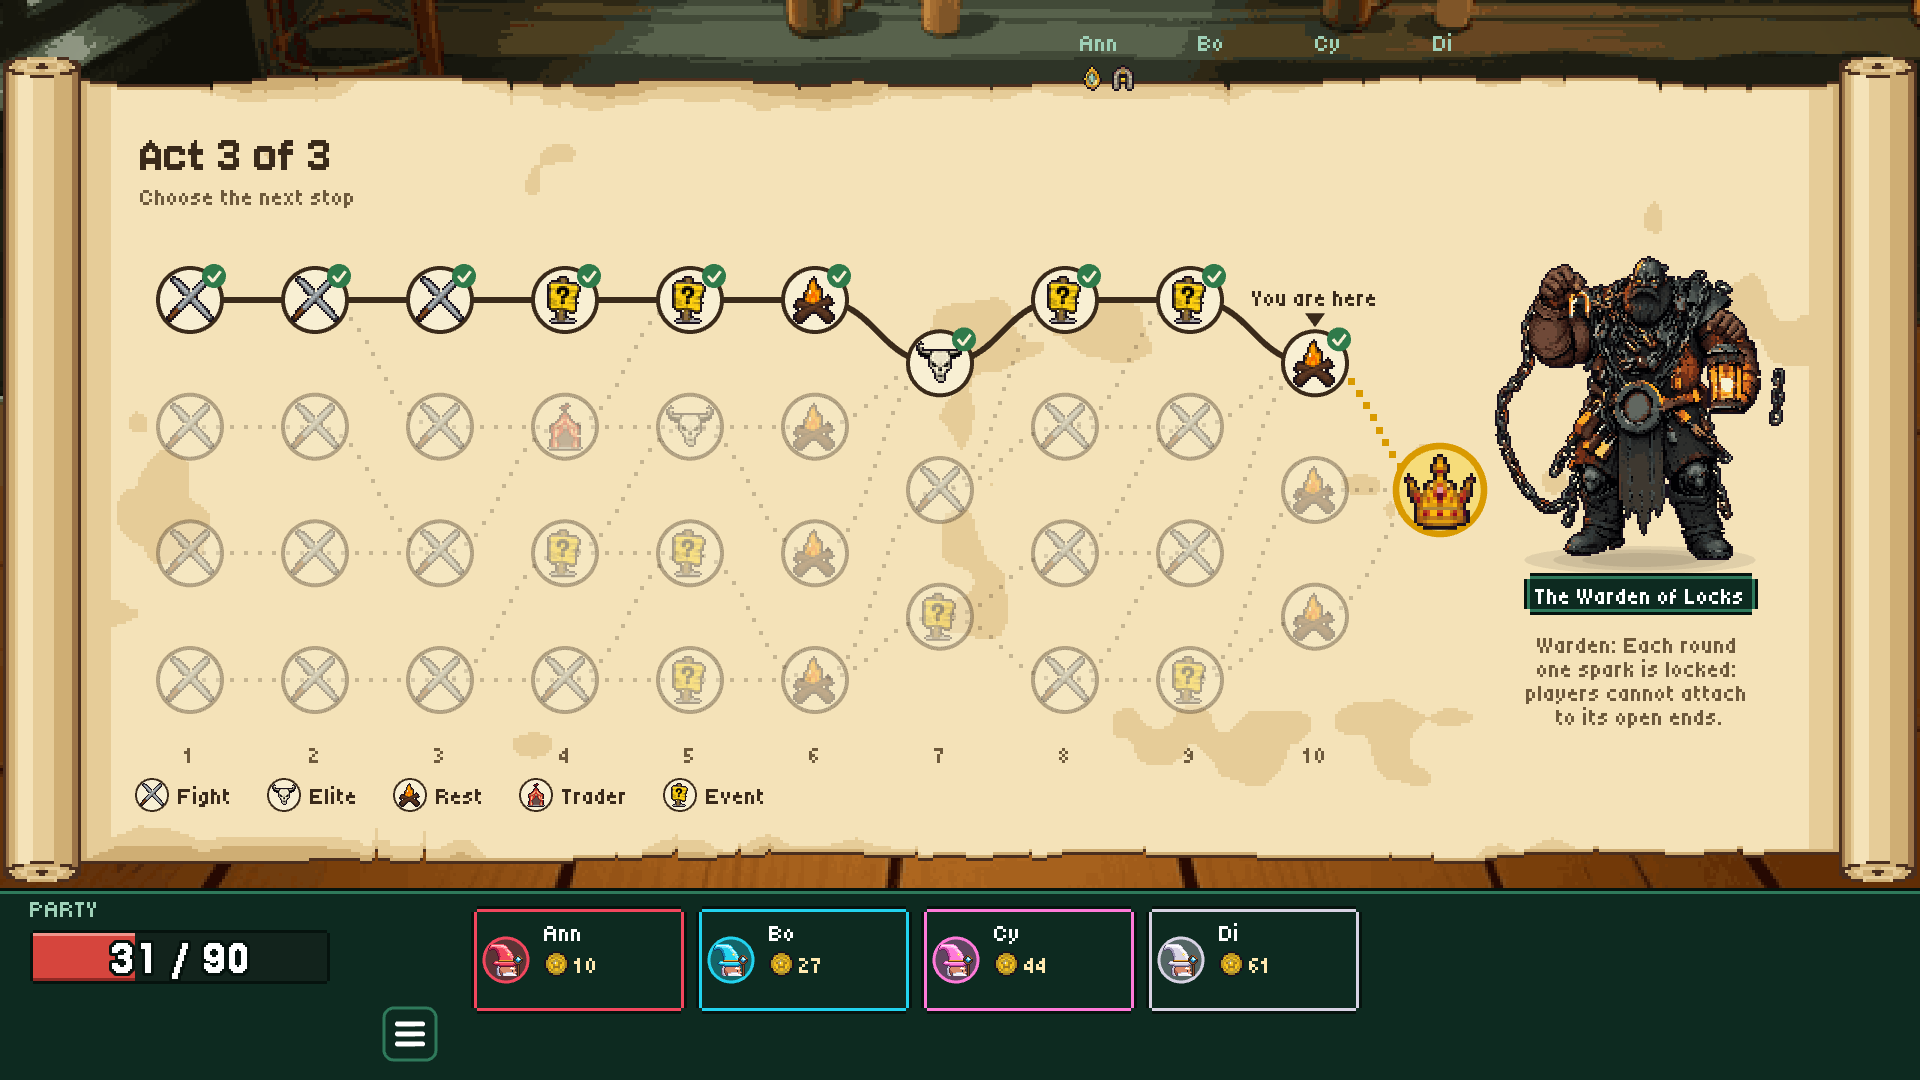 Ann Bo Cy Di
Act 3 of 3
Choose the next stop
You are here
The Warden of Locks
Warden: Each round
one spark is locked:
players cannot attach
to its open ends.
1 2 3 4 5 6 7 8 9 10
Fight Elite Rest Trader Event
PARTY
31 / 90
Ann
10
Bo
27
Cy
44
Di
61